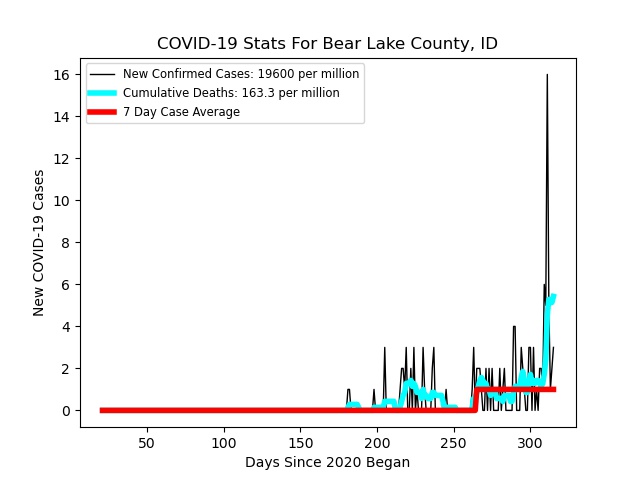 COVID-19 Stats For Bear Lake County, ID
New Confirmed Cases: 19600 per million
Cumulative Deaths: 163.3 per million
7 Day Case Average
New COVID-19 Cases
16
14
12
10
8
6
4
2
0
50 100 150 200 250 300
Days Since 2020 Began